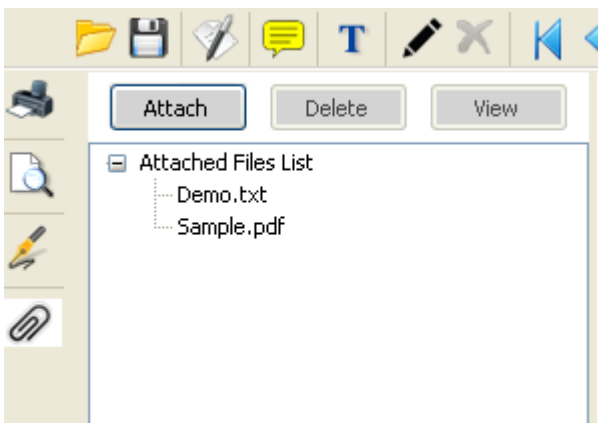 T
Attach Delete View
Attached Files List
Demo.txt
Sample.pdf